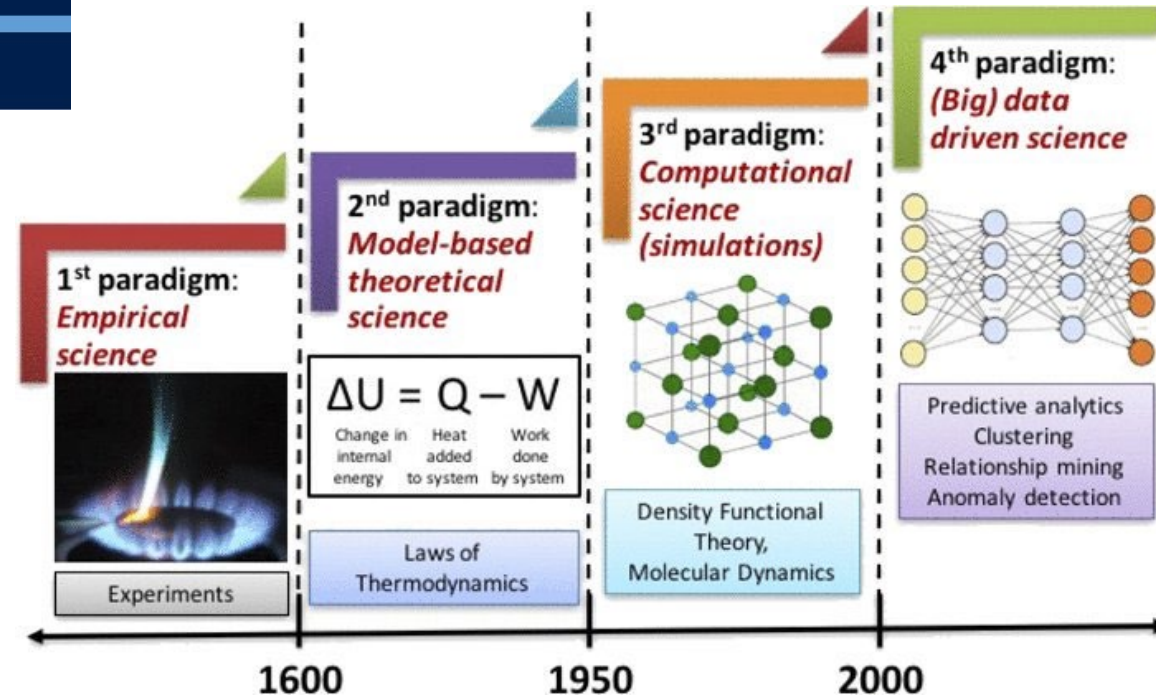 1st paradigm:
Empirical
science
Experiments
2nd paradigm:
Model-based
theoretical
science
ΔU = Q – W
Change in internal energy
Heat added to system
Work done by system
Laws of
Thermodynamics
3rd paradigm:
Computational
science
(simulations)
Density Functional
Theory,
Molecular Dynamics
4th paradigm:
(Big) data
driven science
Predictive analytics
Clustering
Relationship mining
Anomaly detection
1600
1950
2000